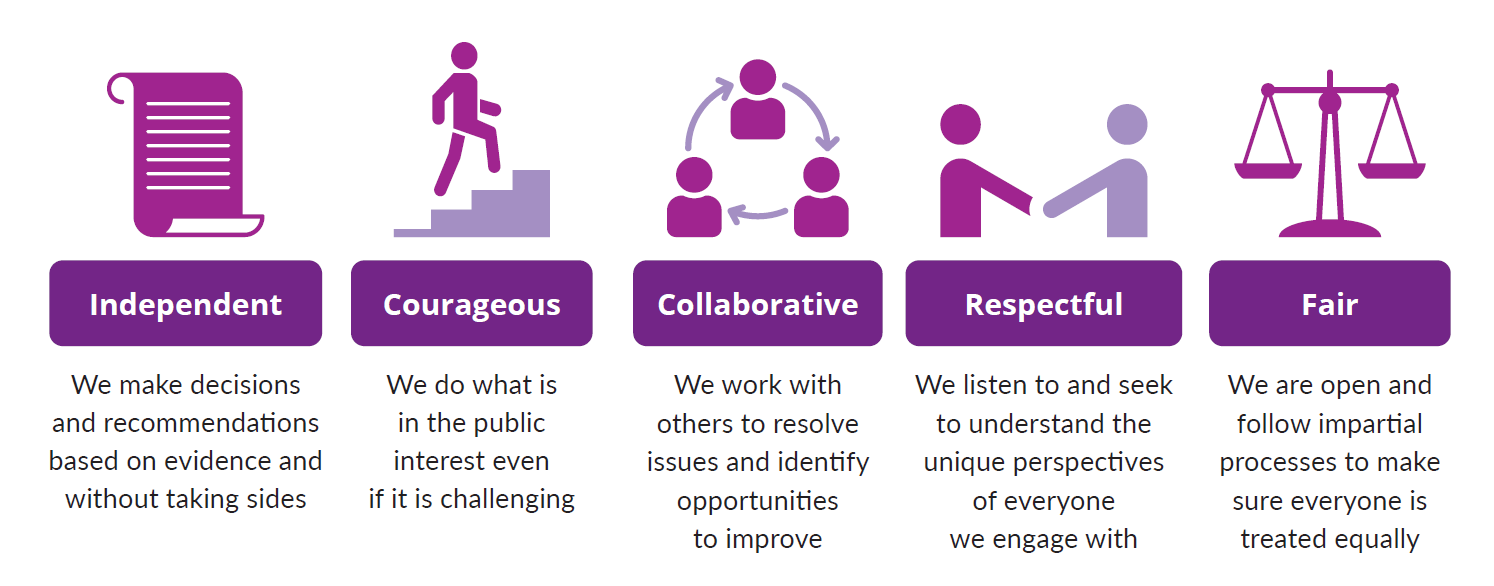 Independent
We make decisions
and recommendations
based on evidence and
without taking sides
Courageous
We do what is
in the public
interest even
if it is challenging
Collaborative
We work with
others to resolve
issues and identify
opportunities
to improve
Respectful
We listen to and seek
to understand the
unique perspectives
of everyone
we engage with
Fair
We are open and
follow impartial
processes to make
sure everyone is
treated equally